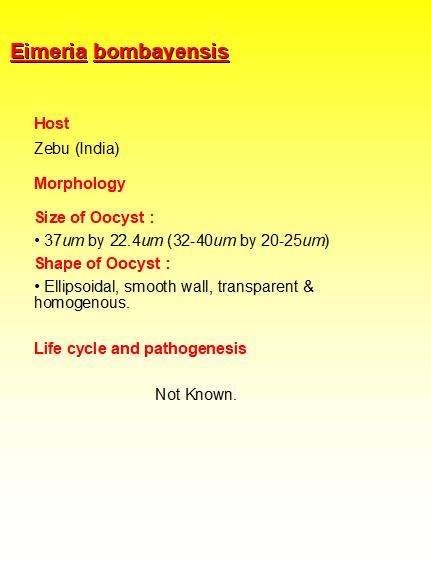 Eimeria bombayensis
Host
Zebu (India)
Morphology
Size of Oocyst :
• 37um by 22.4um (32-40um by 20-25um)
Shape of Oocyst :
• Ellipsoidal, smooth wall, transparent &
homogenous.
Life cycle and pathogenesis
Not Known.